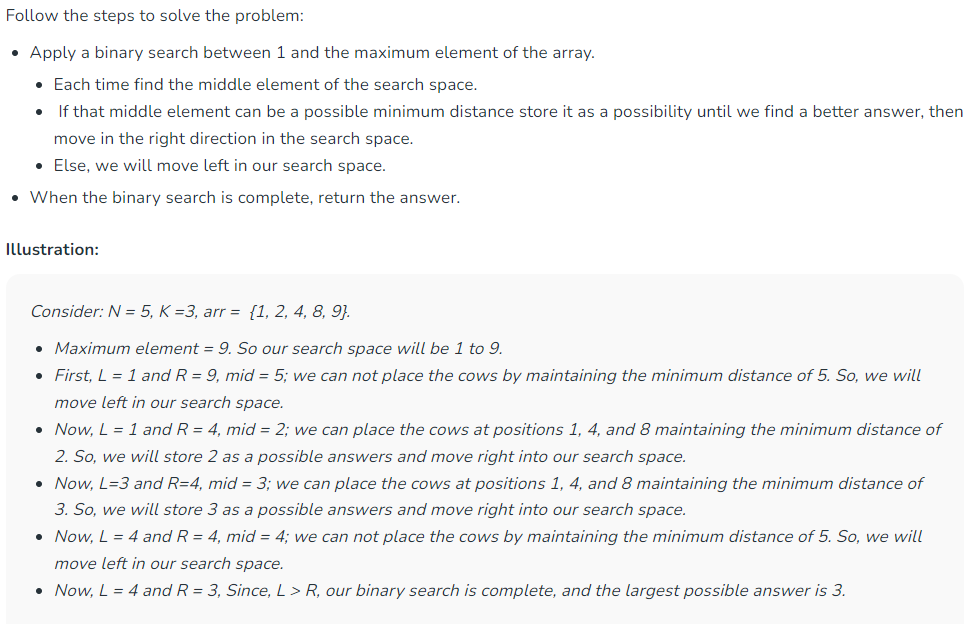 Follow the steps to solve the problem:
• Apply a binary search between 1 and the maximum element of the array.
• Each time find the middle element of the search space.
• If that middle element can be a possible minimum distance store it as a possibility until we find a better answer, then
move in the right direction in the search space.
• Else, we will move left in our search space.
• When the binary search is complete, return the answer.
Illustration:
Consider: N = 5, K =3, arr = {1, 2, 4, 8, 9}.
• Maximum element = 9. So our search space will be 1 to 9.
• First, L = 1 and R = 9, mid = 5; we can not place the cows by maintaining the minimum distance of 5. So, we will
move left in our search space.
• Now, L = 1 and R = 4, mid = 2; we can place the cows at positions 1, 4, and 8 maintaining the minimum distance of
2. So, we will store 2 as a possible answers and move right into our search space.
• Now, L=3 and R=4, mid = 3; we can place the cows at positions 1, 4, and 8 maintaining the minimum distance of
3. So, we will store 3 as a possible answers and move right into our search space.
• Now, L = 4 and R = 4, mid = 4; we can not place the cows by maintaining the minimum distance of 5. So, we will
move left in our search space.
• Now, L = 4 and R = 3, Since, L > R, our binary search is complete, and the largest possible answer is 3.